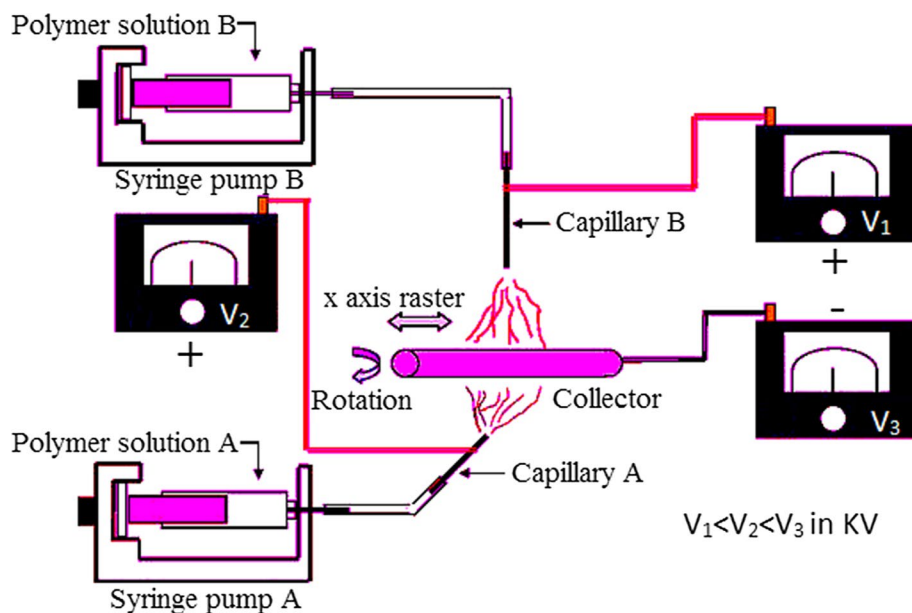 Polymer solution B
Syringe pump B
Capillary B
V1
+
V2
+
x axis raster
-
Rotation
Collector
V3
Polymer solution A
Capillary A
V1<V2<V3 in KV
Syringe pump A